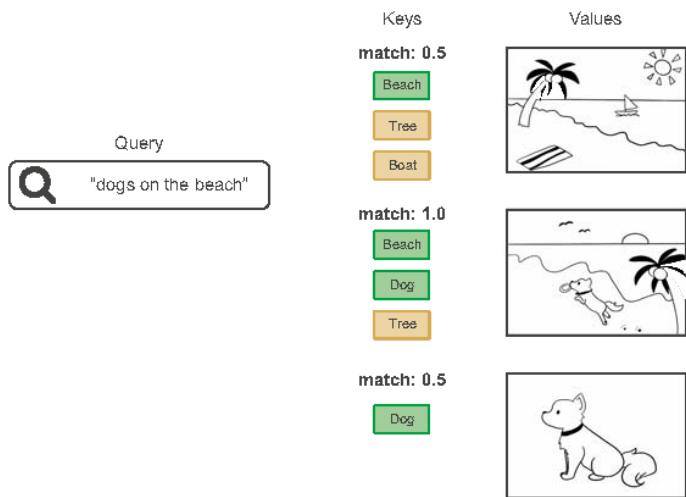 Keys
Values
match: 0.5
Beach
Tree
Boat
Query
"dogs on the beach"
match: 1.0
Beach
Dog
Tree
match: 0.5
Dog